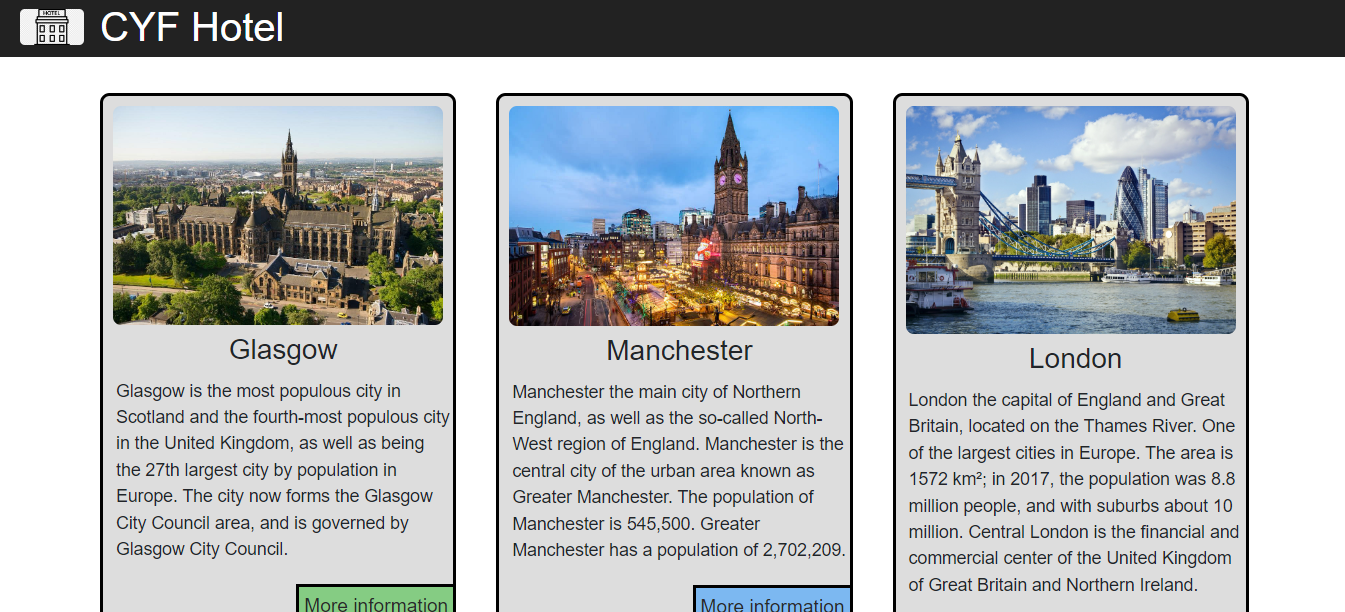 HOTEL
CYF Hotel
Glasgow
Glasgow is the most populous city in
Scotland and the fourth-most populous city
in the United Kingdom, as well as being
the 27th largest city by population in
Europe. The city now forms the Glasgow
City Council area, and is governed by
Glasgow City Council.
More information
Manchester
Manchester the main city of Northern
England, as well as the so-called North-
West region of England. Manchester is the
central city of the urban area known as
Greater Manchester. The population of
Manchester is 545,500. Greater
Manchester has a population of 2,702,209.
More information
London
London the capital of England and Great
Britain, located on the Thames River. One
of the largest cities in Europe. The area is
1572 km²; in 2017, the population was 8.8
million people, and with suburbs about 10
million. Central London is the financial and
commercial center of the United Kingdom
of Great Britain and Northern Ireland.